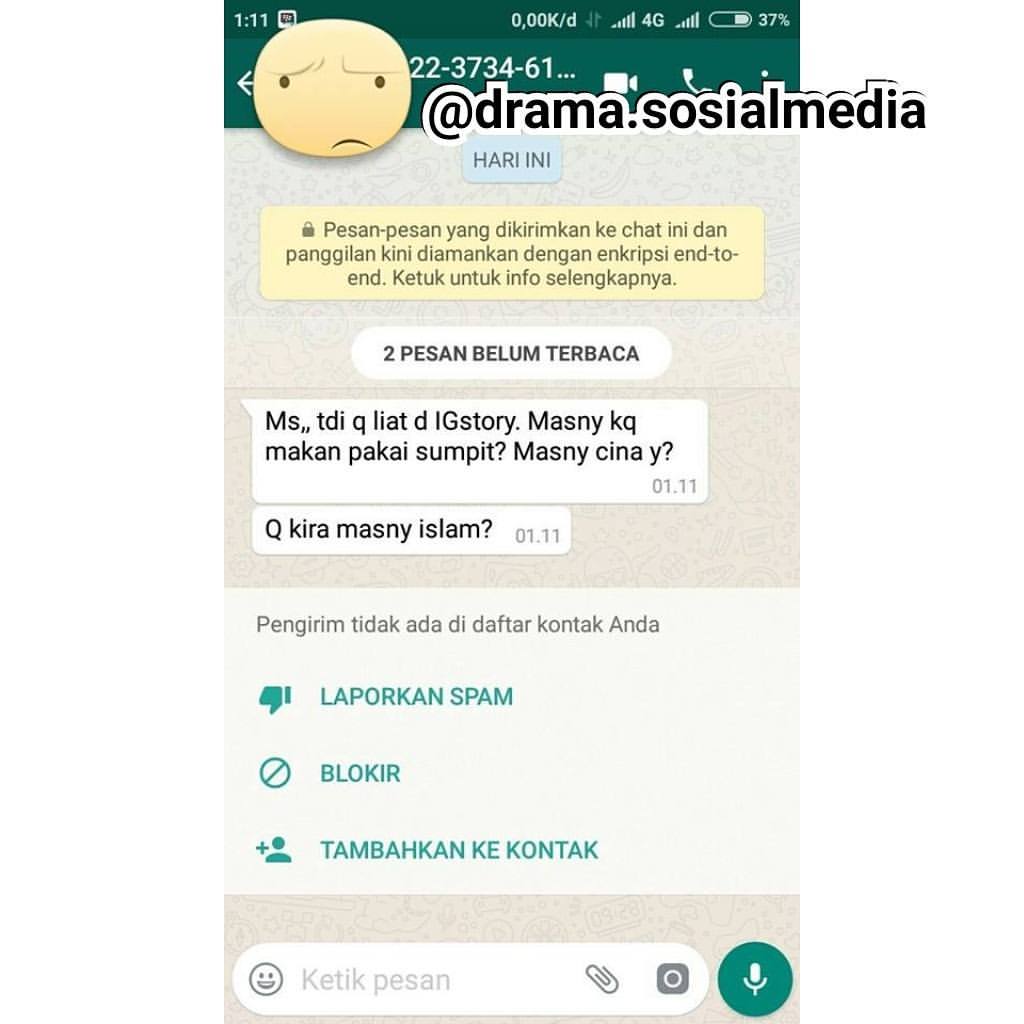 1:11 0,00K/d 4G 37%
22-3734-61...
@drama.sosialmedia
HARI INI
Pesan-pesan yang dikirimkan ke chat ini dan
panggilan kini diamankan dengan enkripsi end-to-
end. Ketuk untuk info selengkapnya.
2 PESAN BELUM TERBACA
Ms,, tdi q liat d IGstory. Masny kq
makan pakai sumpit? Masny cina y?
01.11
Q kira masny islam? 01.11
Pengirim tidak ada di daftar kontak Anda
LAPORKAN SPAM
BLOKIR
TAMBAHKAN KE KONTAK
Ketik pesan